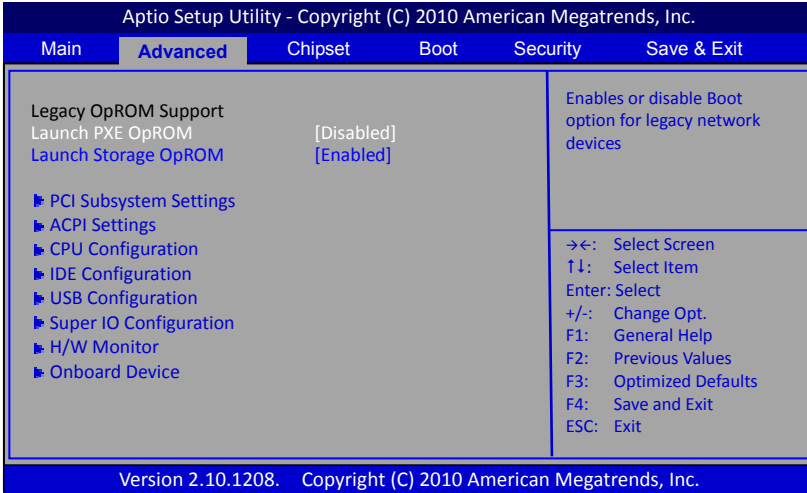 Aptio Setup Utility - Copyright (C) 2010 American Megatrends, Inc.
Main Advanced Chipset Boot Security Save & Exit
Legacy OpROM Support
Launch PXE OpROM [Disabled]
Launch Storage OpROM [Enabled]
PCI Subsystem Settings
ACPI Settings
CPU Configuration
IDE Configuration
USB Configuration
Super IO Configuration
H/W Monitor
Onboard Device
Enables or disable Boot
option for legacy network
devices
→←: Select Screen
↑↓: Select Item
Enter: Select
+/-: Change Opt.
F1: General Help
F2: Previous Values
F3: Optimized Defaults
F4: Save and Exit
ESC: Exit
Version 2.10.1208. Copyright (C) 2010 American Megatrends, Inc.